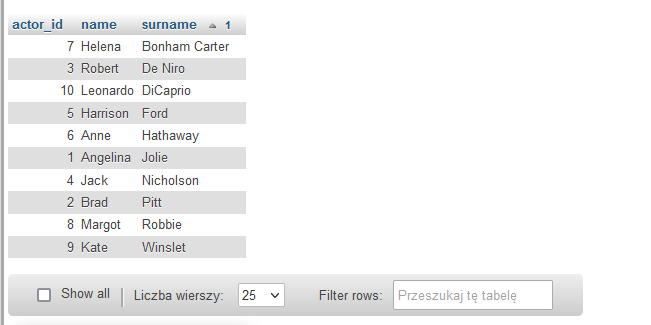 actor_id name surname 1
7 Helena Bonham Carter
3 Robert De Niro
10 Leonardo DiCaprio
5 Harrison Ford
6 Anne Hathaway
1 Angelina Jolie
4 Jack Nicholson
2 Brad Pitt
8 Margot Robbie
9 Kate Winslet
Show all Liczba wierszy: 25 Filter rows: Przeszukaj tę tabelę